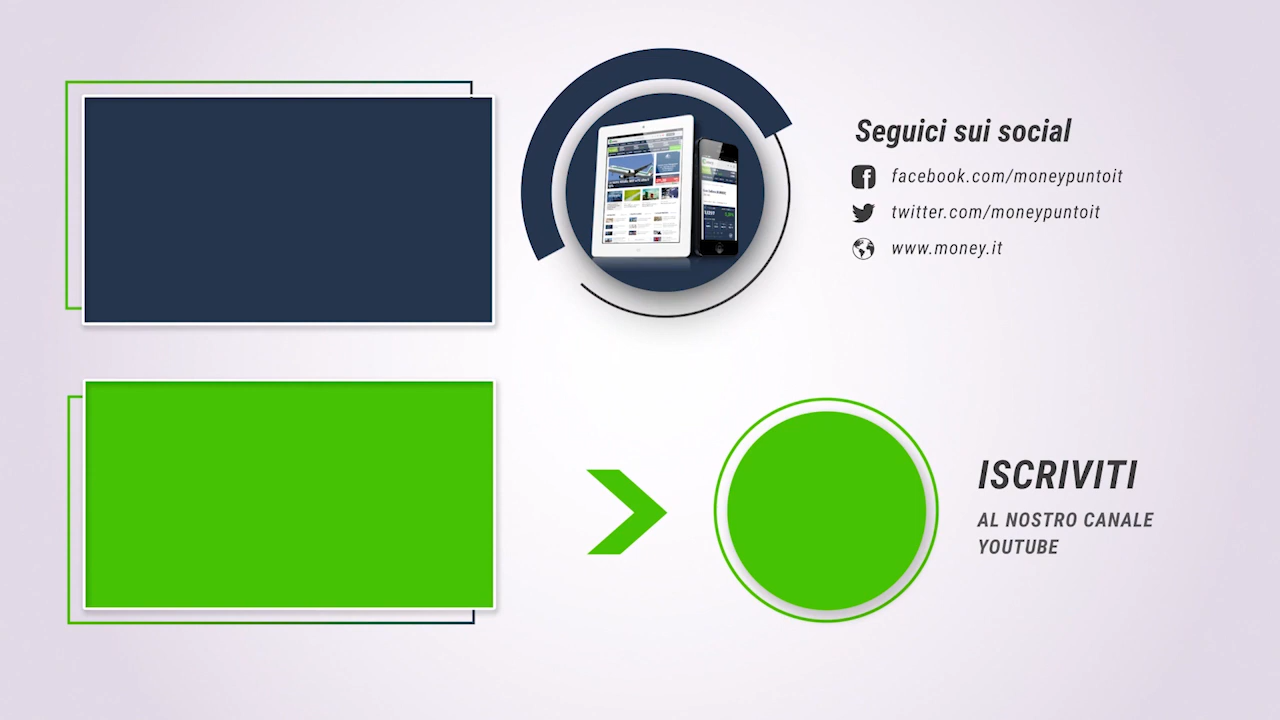 Seguici sui social
facebook.com/moneypuntoit
twitter.com/moneypuntoit
www.money.it
ISCRIVITI
AL NOSTRO CANALE
YOUTUBE